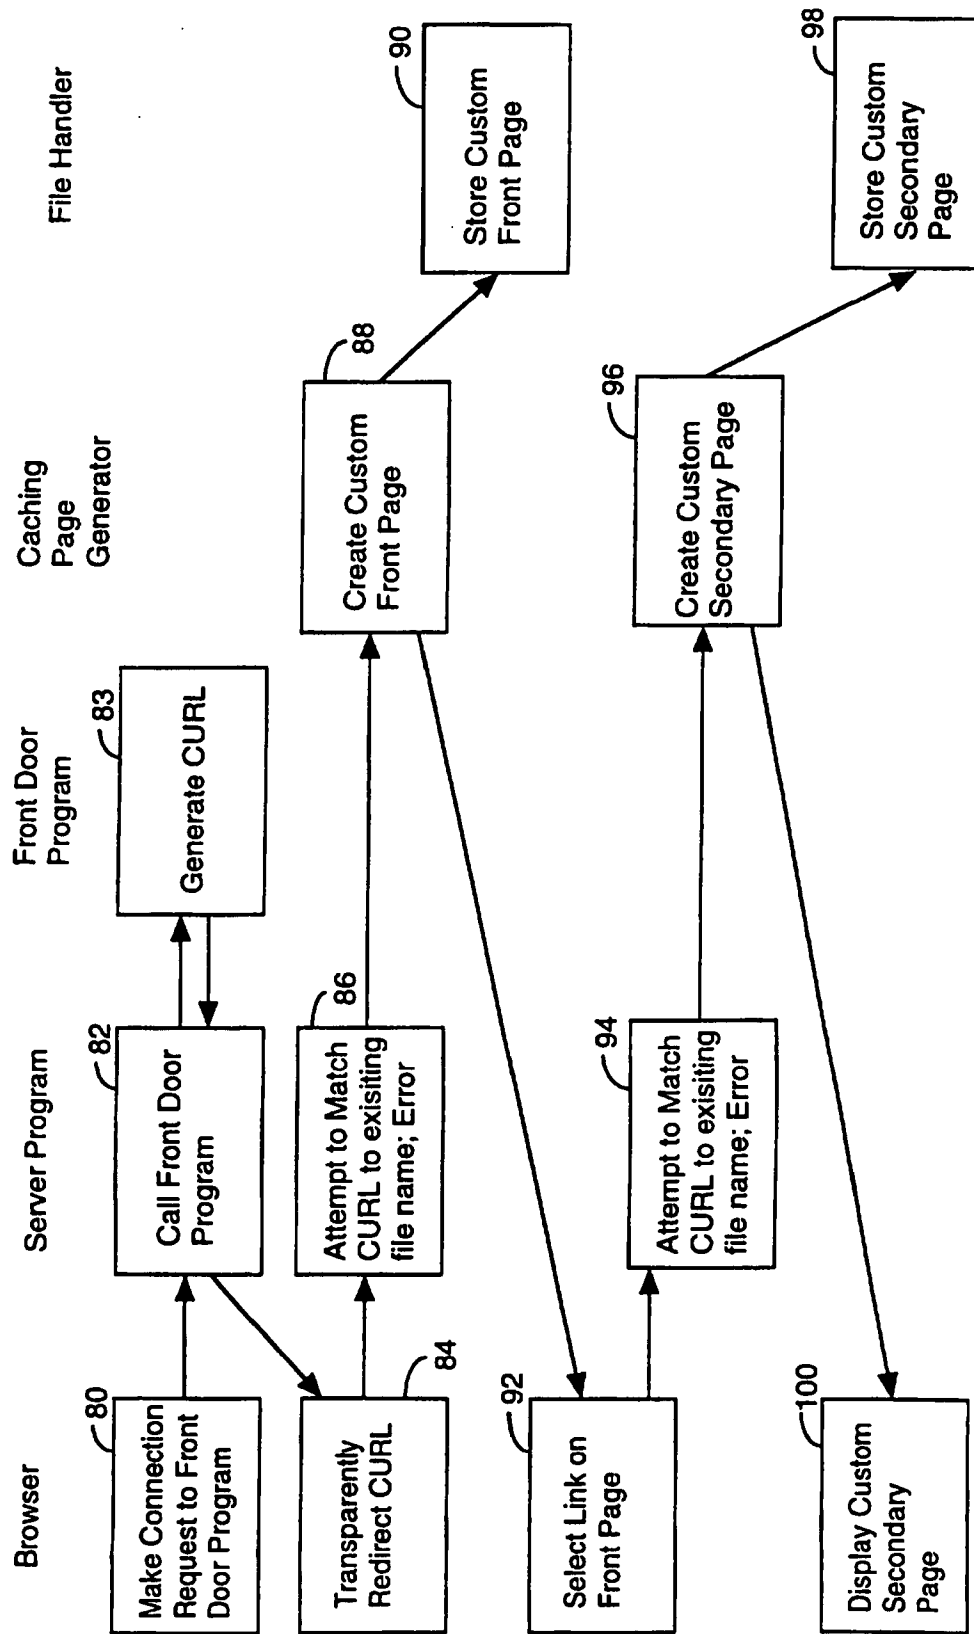 Browser
Server Program
Front Door
Program
Caching
Page
Generator
File Handler
80
Make Connection
Request to Front
Door Program
82
Call Front Door
Program
83
Generate CURL
84
Transparently
Redirect CURL
86
Attempt to Match
CURL to exisiting
file name; Error
88
Create Custom
Front Page
90
Store Custom
Front Page
92
Select Link on
Front Page
94
Attempt to Match
CURL to exisiting
file name; Error
96
Create Custom
Secondary Page
98
Store Custom
Secondary
Page
100
Display Custom
Secondary
Page